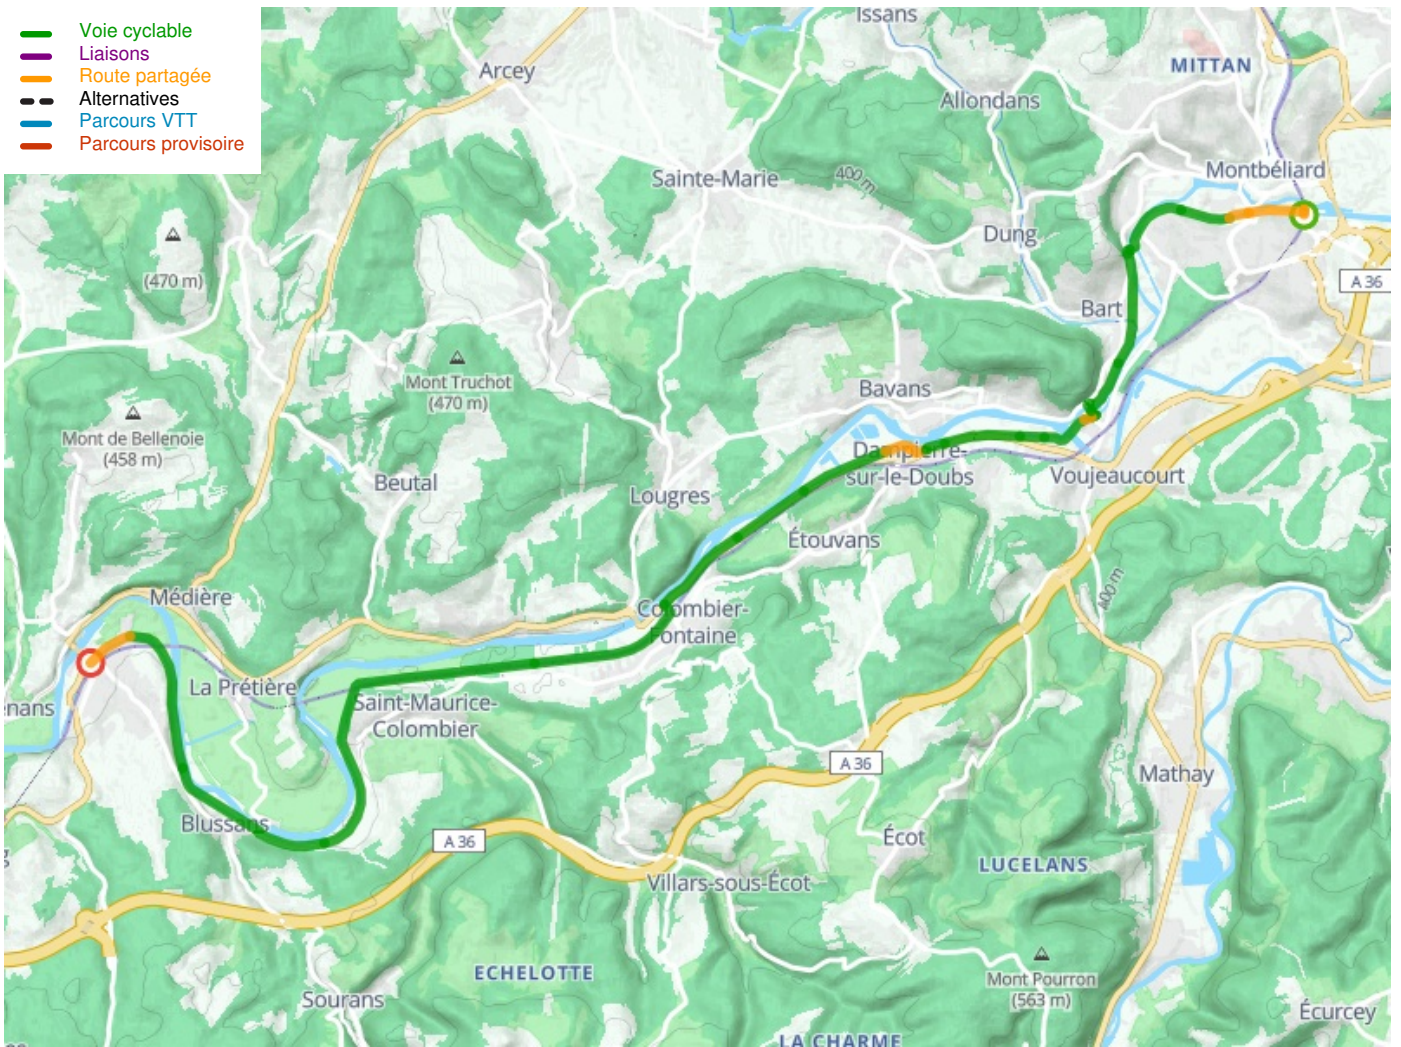 Voie cyclable
Liaisons
Route partagée
Alternatives
Parcours VTT
Parcours provisoire
Issans
Arcey
MITTAN
Allondans
Montbéliard
Sainte-Marie
400 m
Dung
(470 m)
A 36
Bart
Mont Truchot
(470 m)
Bavans
Mont de Bellenoie
(458 m)
Dampierre-
sur-le-Doubs
Voujeaucourt
Beutal
Lougres
Étouvans
400 m
Médière
Colombier-
Fontaine
La Prétière
enans
Saint-Maurice-
Colombier
A 36
Mathay
Blussans
A 36
Écot
LUCELANS
Villars-sous-Écot
ECHELOTTE
Mont Pourron
(563 m)
Sourans
Écurcey
LA CHARME